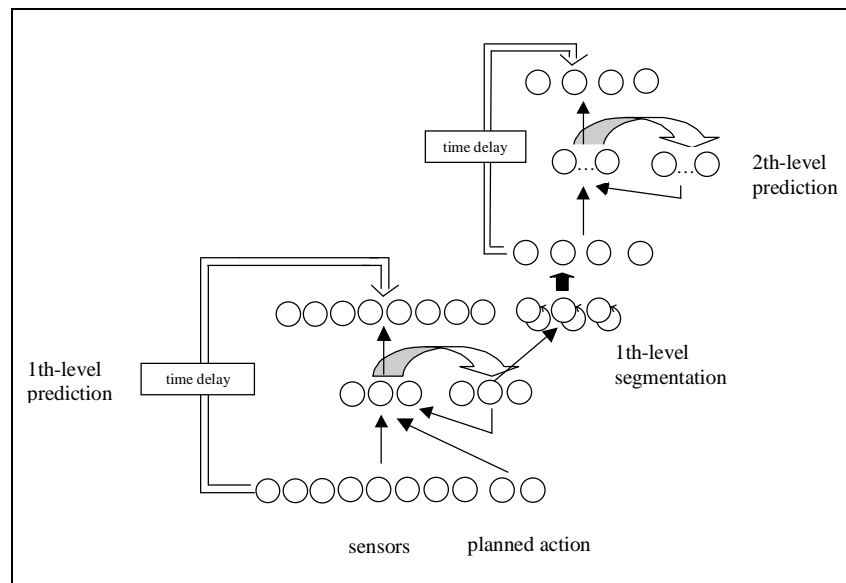 time delay
2th-level
prediction
1th-level
prediction
time delay
1th-level
segmentation
sensors
planned action